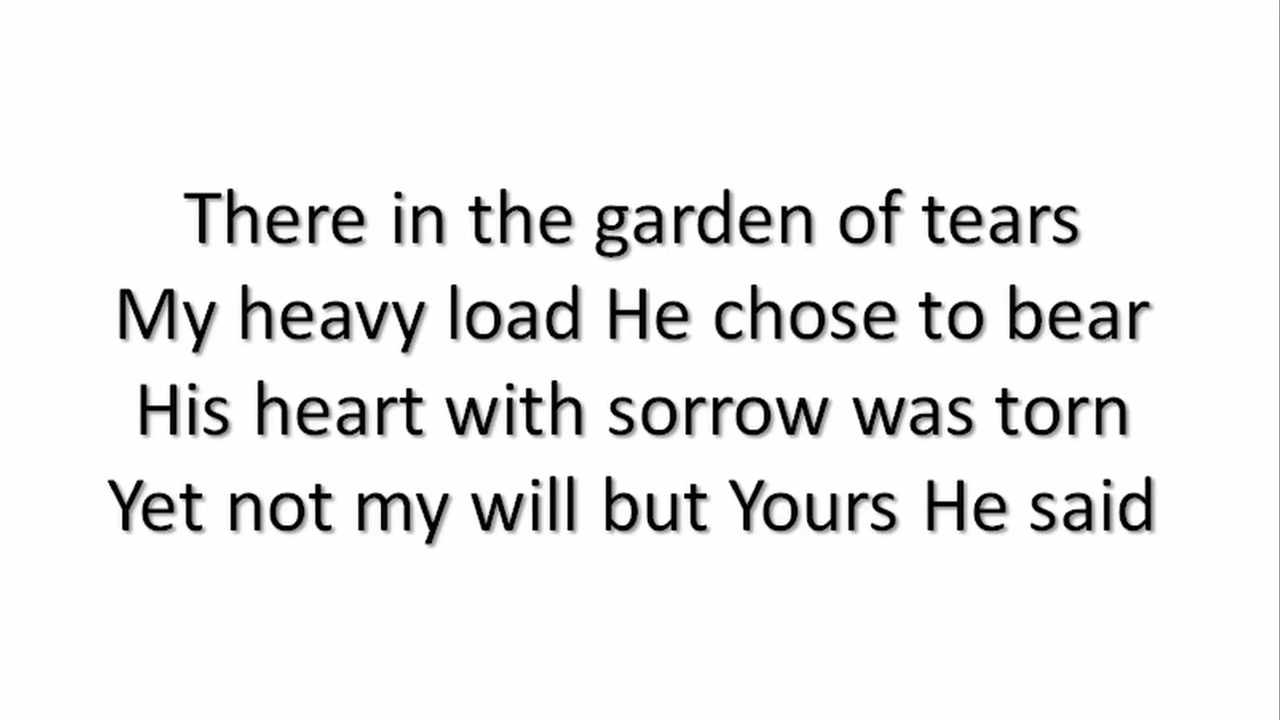 There in the garden of tears
My heavy load He chose to bear
His heart with sorrow was torn
Yet not my will but Yours He said